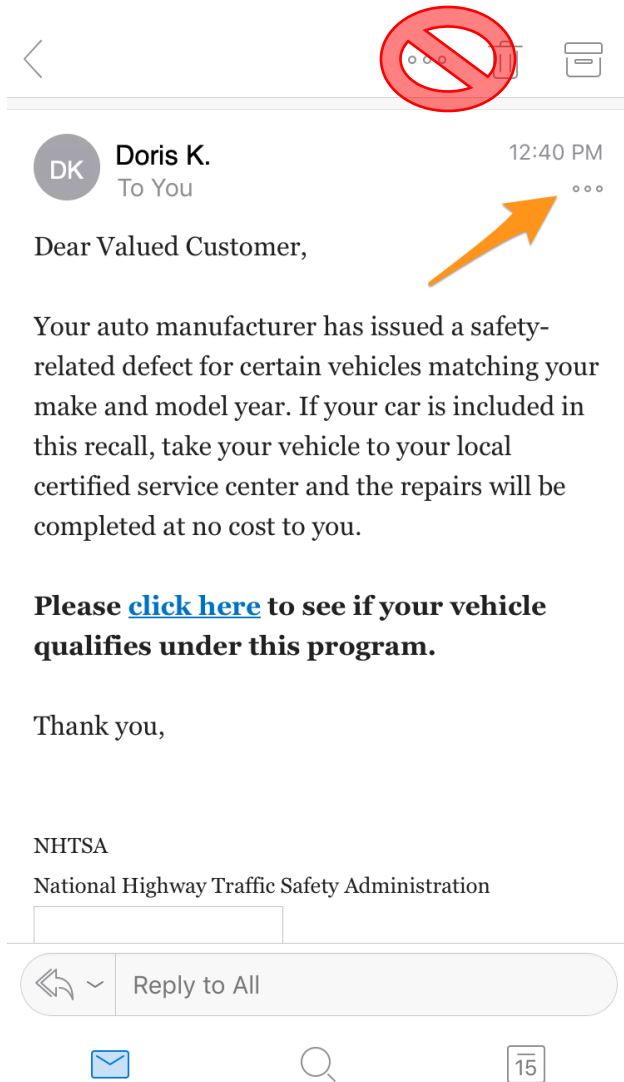 DK
Doris K.
12:40 PM
To You
Dear Valued Customer,
Your auto manufacturer has issued a safety-
related defect for certain vehicles matching your
make and model year. If your car is included in
this recall, take your vehicle to your local
certified service center and the repairs will be
completed at no cost to you.
Please click here to see if your vehicle
qualifies under this program.
Thank you,
NHTSA
National Highway Traffic Safety Administration
Reply to All
15